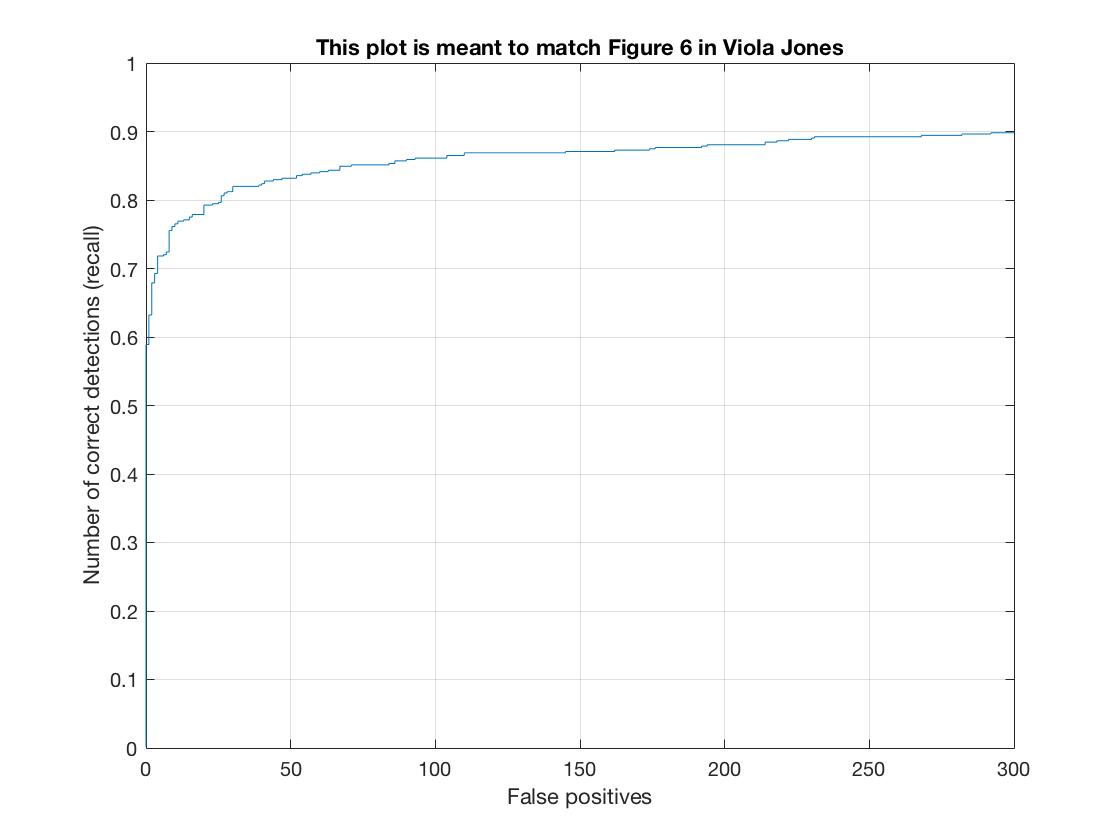 This plot is meant to match Figure 6 in Viola Jones
1
0.9
0.8
0.7
0.6
0.5
0.4
0.3
0.2
0.1
0
Number of correct detections (recall)
0 50 100 150 200 250 300
False positives